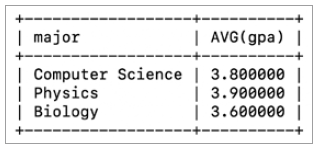 +------------------+----------+
| major            | AVG(gpa) |
+------------------+----------+
| Computer Science | 3.800000 |
| Physics          | 3.900000 |
| Biology          | 3.600000 |
+------------------+----------+